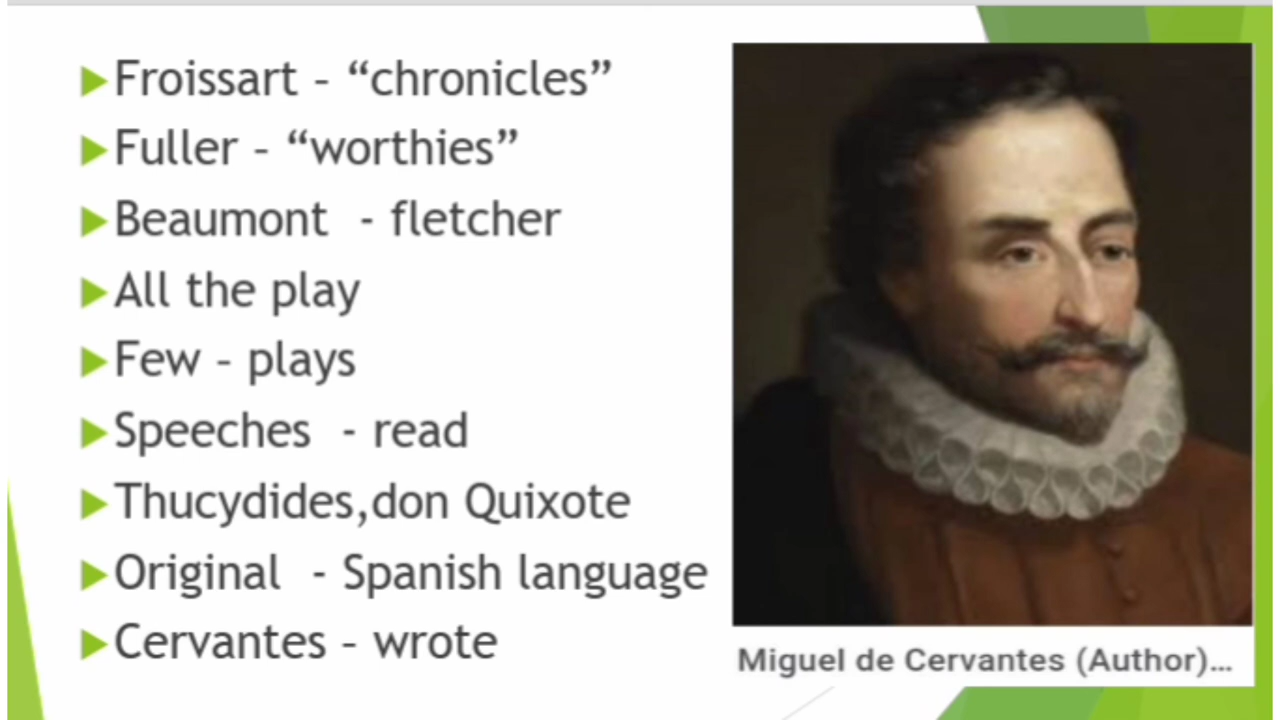 Froissart – “chronicles”
Fuller – “worthies”
Beaumont - fletcher
All the play
Few – plays
Speeches - read
Thucydides,don Quixote
Original - Spanish language
Cervantes – wrote
Miguel de Cervantes (Author)...